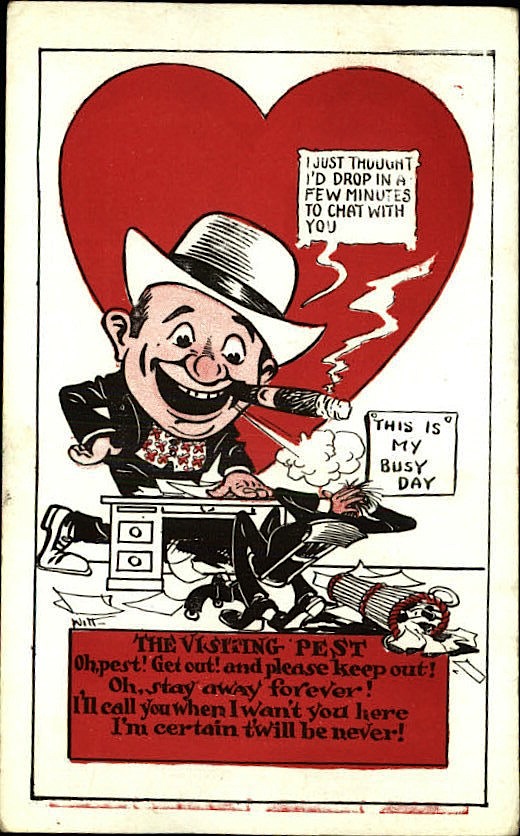 I JUST THOUGHT
I'D DROP IN A
FEW MINUTES
TO CHAT WITH
YOU
"THIS IS"
MY
BUSY
DAY
WITT-
THE VISITING PEST
Oh, pest! Get out! and please keep out!
Oh, stay away forever!
I'll call you when I wan't you here
I'm certain t'will be never!